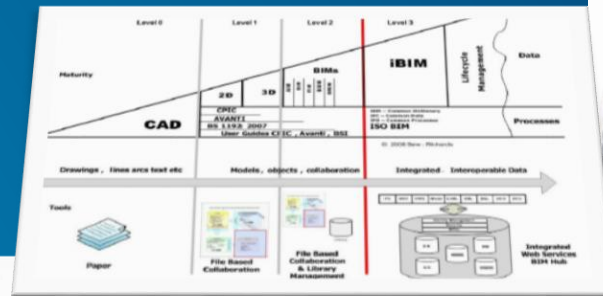 Level 0 Level 1 Level 2 Level 3
Maturity
2D 3D
BIMs
iBIM
Lifecycle
Management
Data
CAD
CPIC
AVANTI
BS 1192:2007
User Guides CPIC, Avanti, BSI
ISO BIM
Processes
© 2008 Bew - Richards
Drawings, lines arcs text etc
Models, objects, collaboration
Integrated, Interoperable Data
Tools
Paper
File Based
Collaboration
File Based
Collaboration
& Library
Management
Integrated
Web Services
BIM Hub